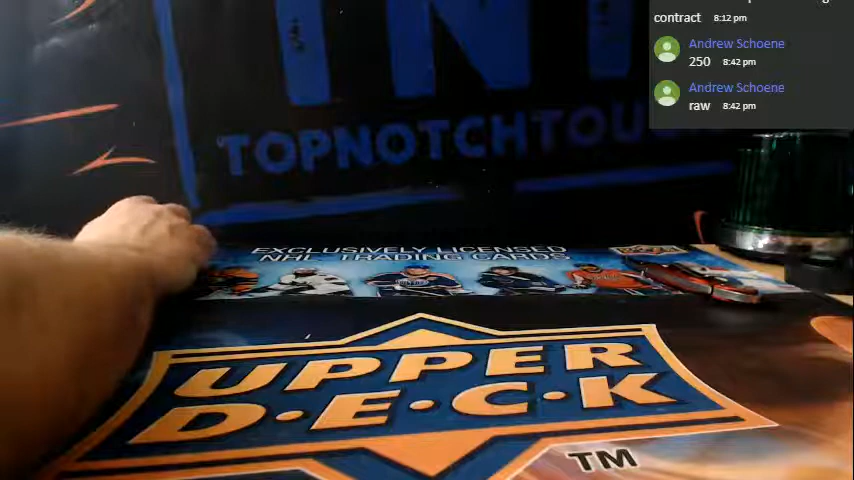 contract 8:12 pm
Andrew Schoene
250 8:42 pm
Andrew Schoene
raw 8:42 pm
TNT
TOPNOTCHTOU
EXCLUSIVELY LICENSED
NHL TRADING CARDS
UPPER
D·E·C·K
TM